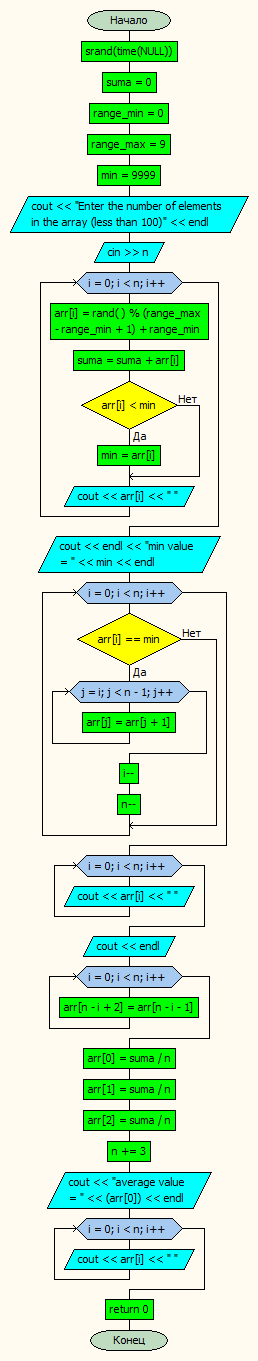 Начало
srand(time(NULL))
suma = 0
range_min = 0
range_max = 9
min = 9999
cout << "Enter the number of elements
in the array (less than 100)" << endl
cin >> n
i = 0; i < n; i++
arr[i] = rand( ) % (range_max
- range_min + 1) + range_min
suma = suma + arr[i]
arr[i] < min
Нет
Да
min = arr[i]
cout << arr[i] << " "
cout << endl << "min value
= " << min << endl
i = 0; i < n; i++
arr[i] == min
Нет
Да
j = i; j < n - 1; j++
arr[j] = arr[j + 1]
i--
n--
i = 0; i < n; i++
cout << arr[i] << " "
cout << endl
i = 0; i < n; i++
arr[n - i + 2] = arr[n - i - 1]
arr[0] = suma / n
arr[1] = suma / n
arr[2] = suma / n
n += 3
cout << "average value
= " << (arr[0]) << endl
i = 0; i < n; i++
cout << arr[i] << " "
return 0
Конец